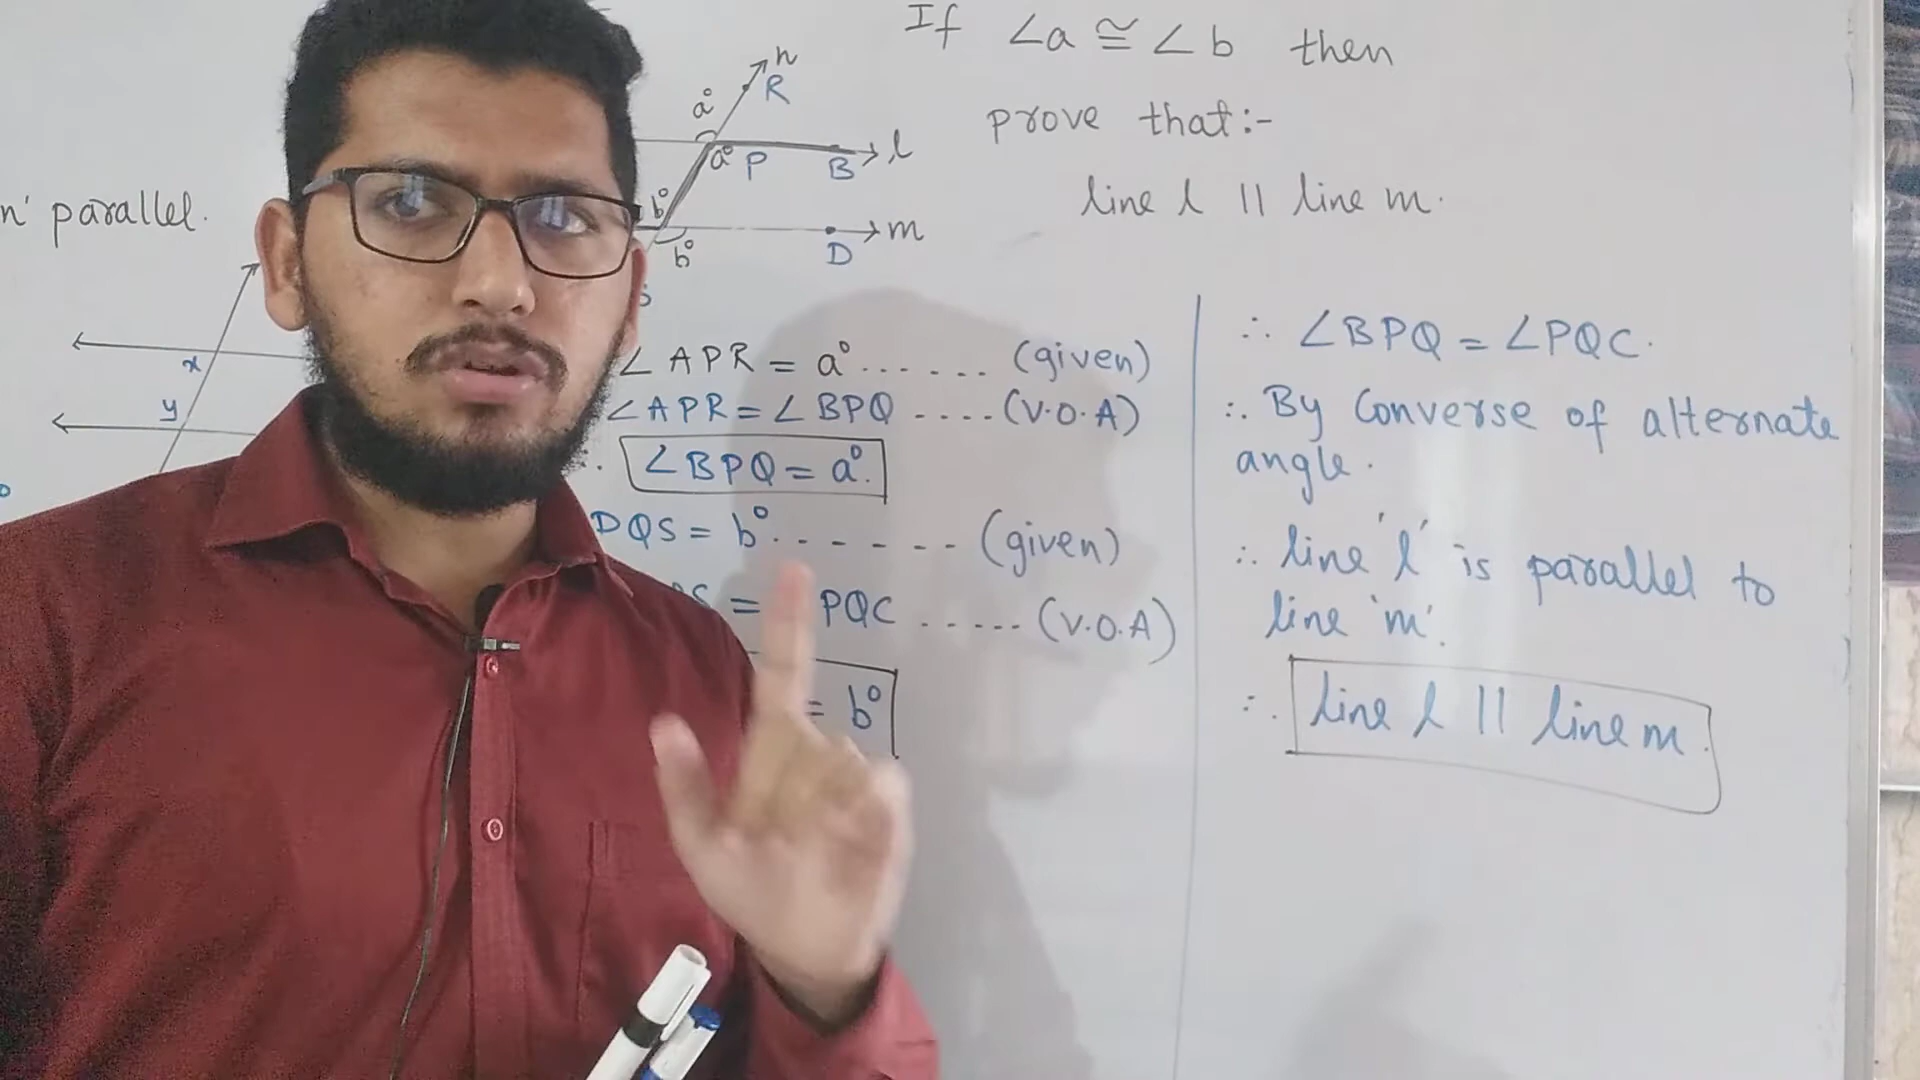 If ∠a ≅ ∠b then
prove that:-
line l || line m.
n' parallel.
x
y
n
R
a°
a° P B l
b°
b° D m
S
∠APR = a° ...... (given)
∠APR = ∠BPQ .... (V.O.A)
∴ ∠BPQ = a°.
DQS = b° ...... (given)
QS = PQC ..... (V.O.A)
= b°
∴ ∠BPQ = ∠PQC.
∴ By Converse of alternate
angle.
∴ line 'l' is parallel to
line 'm'.
∴ line l || line m.